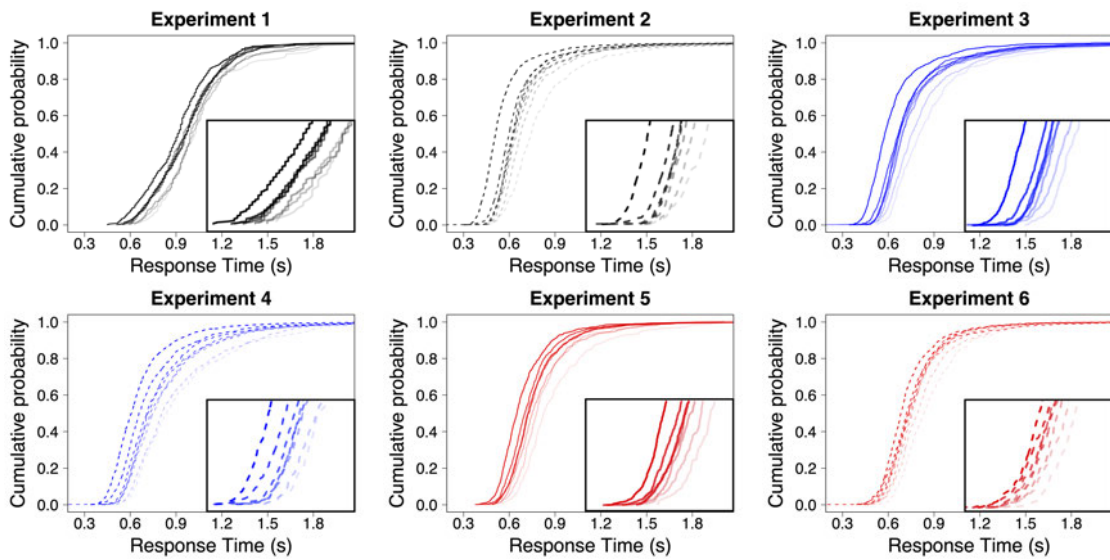 Experiment 1
Cumulative probability
1.0
0.8
0.6
0.4
0.2
0.0
0.3 0.6 0.9 1.2 1.5 1.8
Response Time (s)
Experiment 2
Cumulative probability
1.0
0.8
0.6
0.4
0.2
0.0
0.3 0.6 0.9 1.2 1.5 1.8
Response Time (s)
Experiment 3
Cumulative probability
1.0
0.8
0.6
0.4
0.2
0.0
0.3 0.6 0.9 1.2 1.5 1.8
Response Time (s)
Experiment 4
Cumulative probability
1.0
0.8
0.6
0.4
0.2
0.0
0.3 0.6 0.9 1.2 1.5 1.8
Response Time (s)
Experiment 5
Cumulative probability
1.0
0.8
0.6
0.4
0.2
0.0
0.3 0.6 0.9 1.2 1.5 1.8
Response Time (s)
Experiment 6
Cumulative probability
1.0
0.8
0.6
0.4
0.2
0.0
0.3 0.6 0.9 1.2 1.5 1.8
Response Time (s)